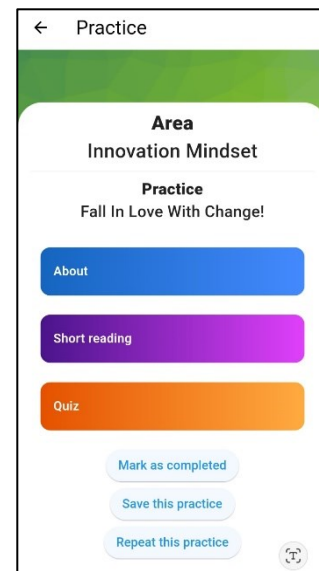 Practice
Area
Innovation Mindset
Practice
Fall In Love With Change!
About
Short reading
Quiz
Mark as completed
Save this practice
Repeat this practice
T